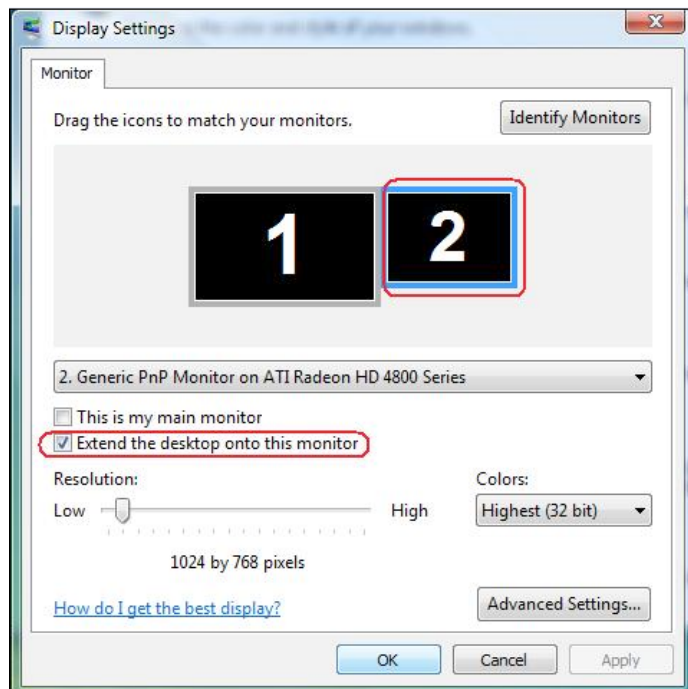 Display Settings
Monitor
Drag the icons to match your monitors.
Identify Monitors
1
2
2. Generic PnP Monitor on ATI Radeon HD 4800 Series
This is my main monitor
Extend the desktop onto this monitor
Resolution:
Colors:
Low
High
Highest (32 bit)
1024 by 768 pixels
How do I get the best display?
Advanced Settings...
OK
Cancel
Apply